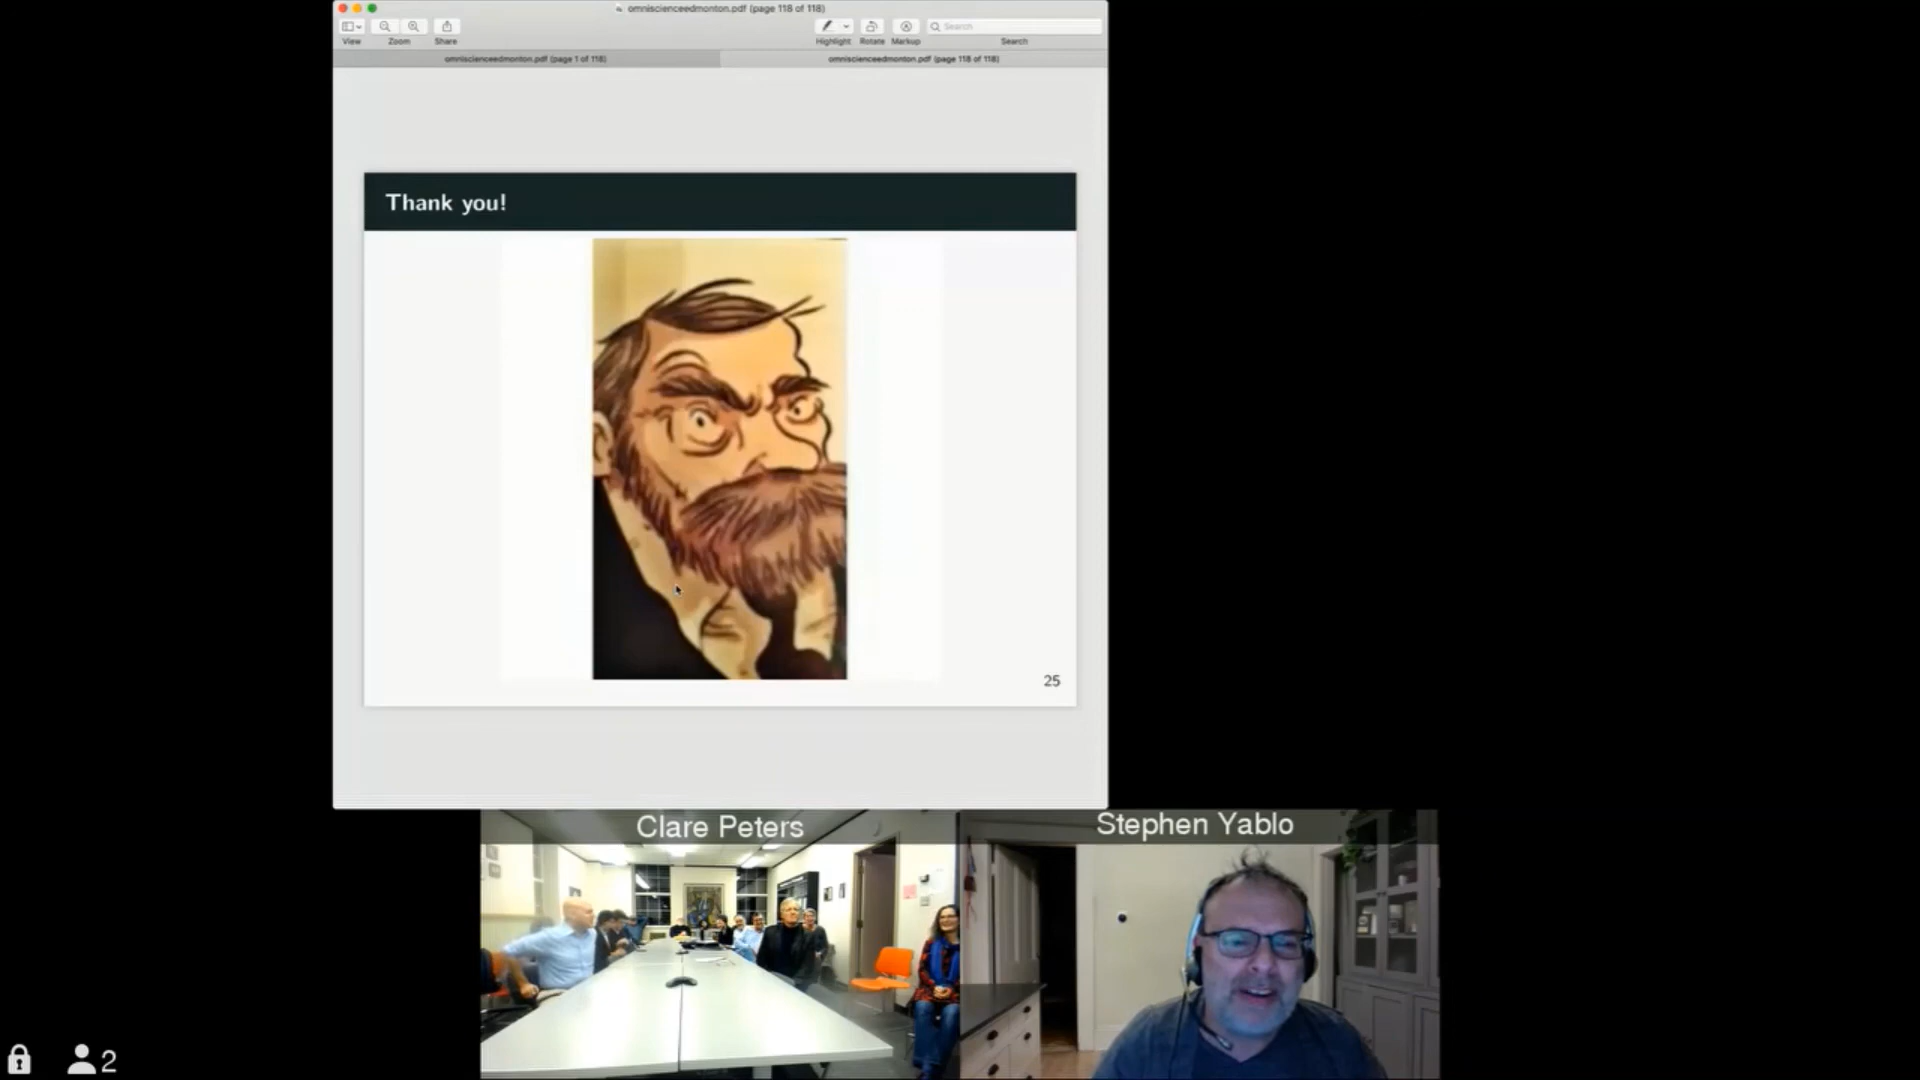 omniscienceedmonton.pdf (page 118 of 118)
View
Zoom
Share
Highlight
Rotate
Markup
Search
Search
omniscienceedmonton.pdf (page 1 of 118)
omniscienceedmonton.pdf (page 118 of 118)
Thank you!
25
Clare Peters
Stephen Yablo
2